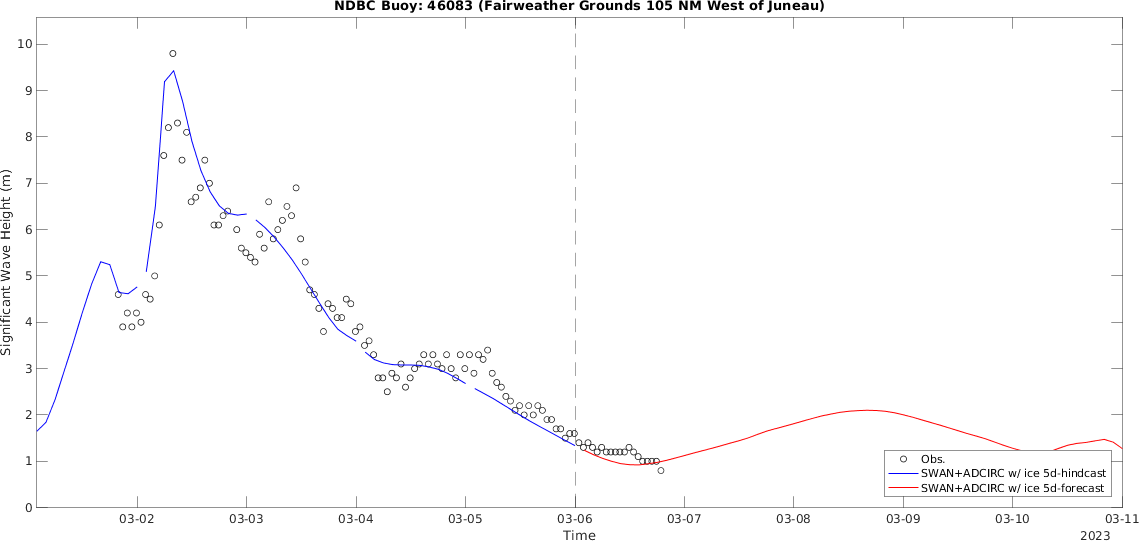 NDBC Buoy: 46083 (Fairweather Grounds 105 NM West of Juneau)
Significant Wave Height (m)
10
9
8
7
6
5
4
3
2
1
0
Obs.
SWAN+ADCIRC w/ ice 5d-hindcast
SWAN+ADCIRC w/ ice 5d-forecast
03-02 03-03 03-04 03-05 03-06 03-07 03-08 03-09 03-10 03-11
Time
2023